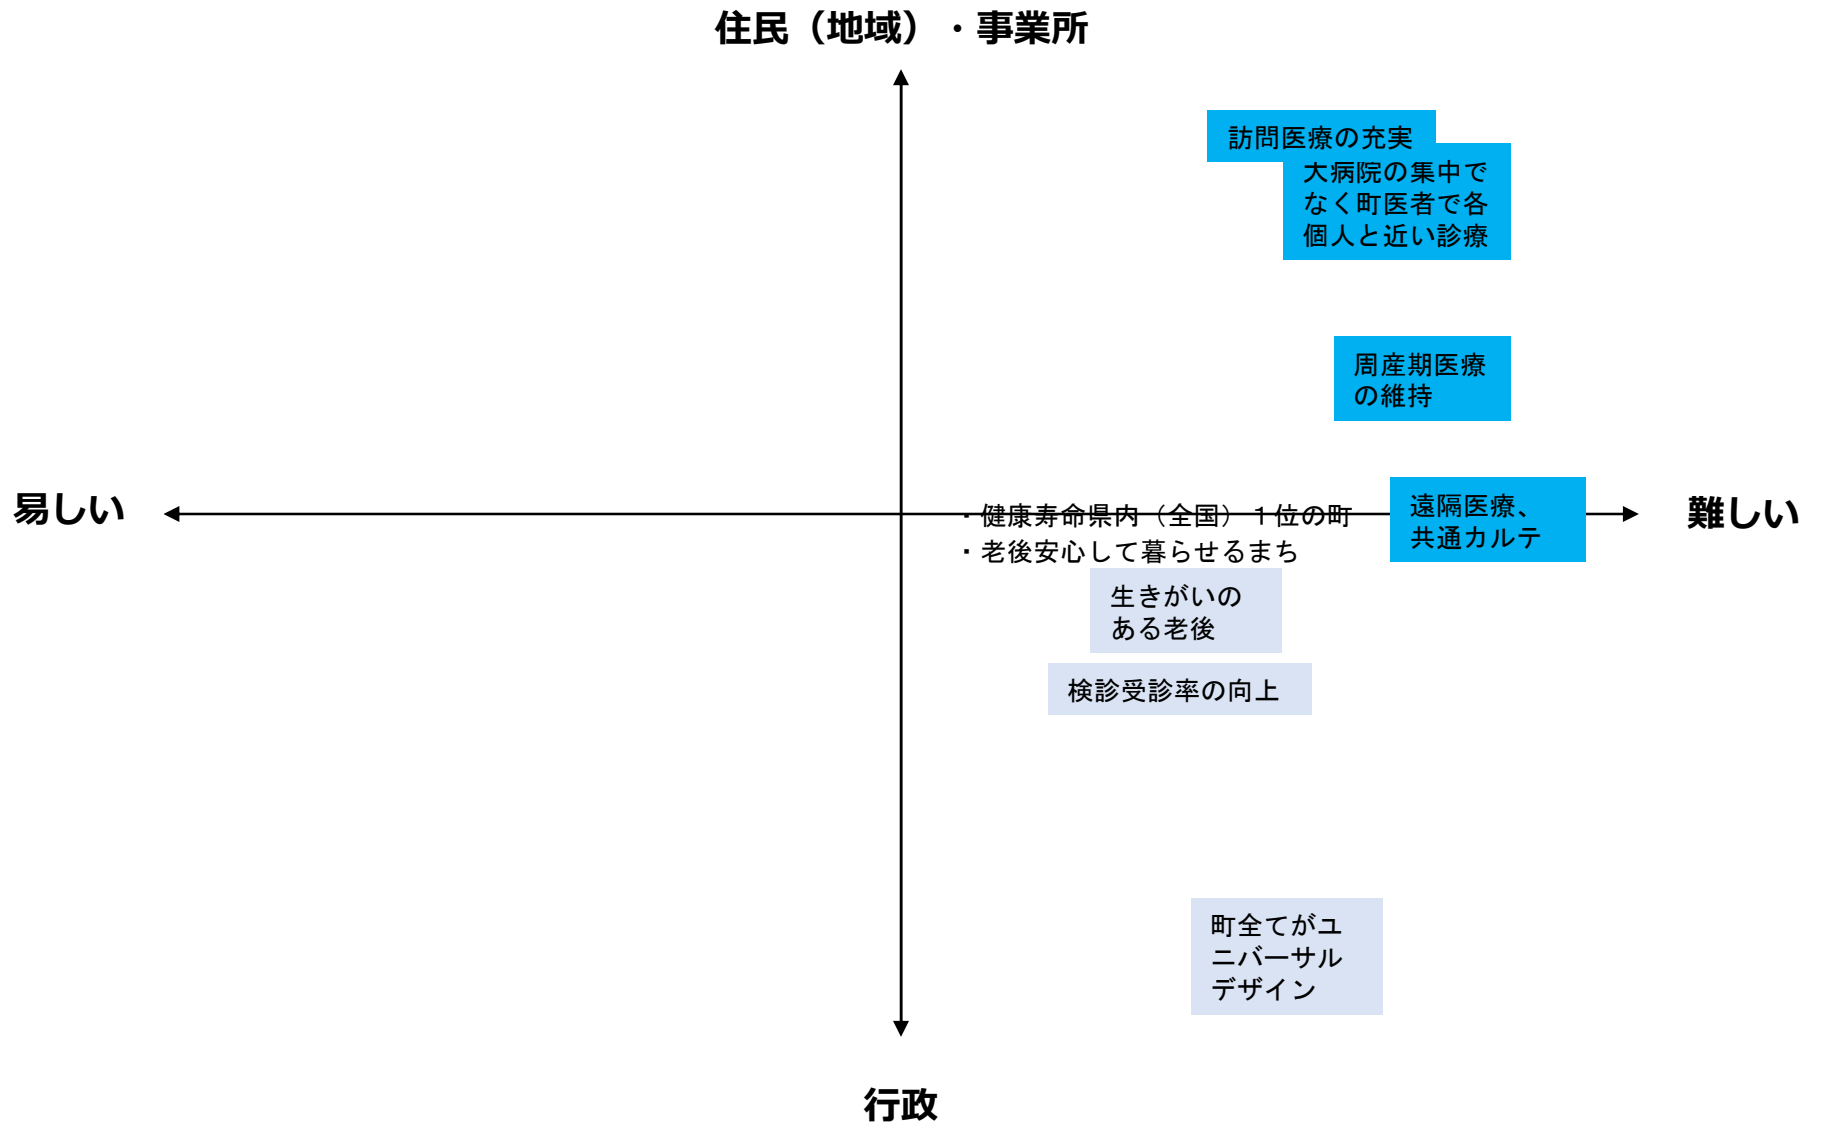 住民（地域）・事業所
訪問医療の充実
大病院の集中で
なく町医者で各
個人と近い診療
周産期医療
の維持
易しい
・健康寿命県内（全国）１位の町
・老後安心して暮らせるまち
遠隔医療、
共通カルテ
難しい
生きがいの
ある老後
検診受診率の向上
町全てがユ
ニバーサル
デザイン
行政